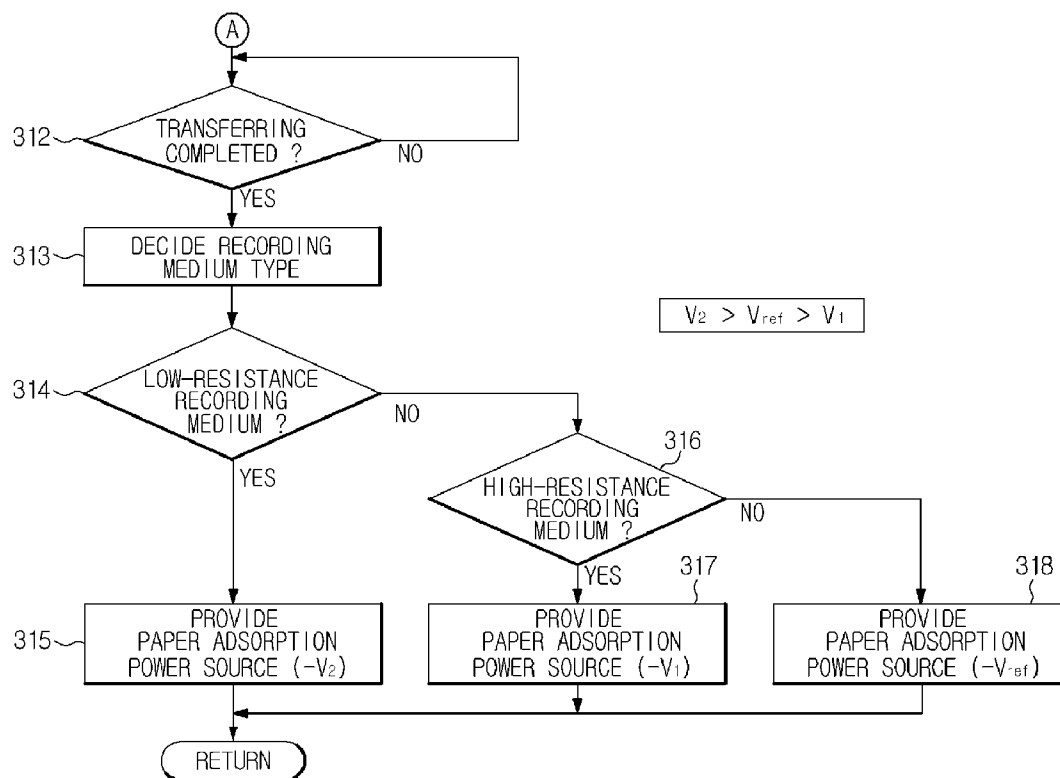 A
312
TRANSFERRING
COMPLETED ?
NO
YES
313
DECIDE RECORDING
MEDIUM TYPE
V2 > Vref > V1
314
LOW-RESISTANCE
RECORDING
MEDIUM ?
NO
YES
316
HIGH-RESISTANCE
RECORDING
MEDIUM ?
NO
YES
315
PROVIDE
PAPER ADSORPTION
POWER SOURCE (-V2)
317
PROVIDE
PAPER ADSORPTION
POWER SOURCE (-V1)
318
PROVIDE
PAPER ADSORPTION
POWER SOURCE (-Vref)
RETURN